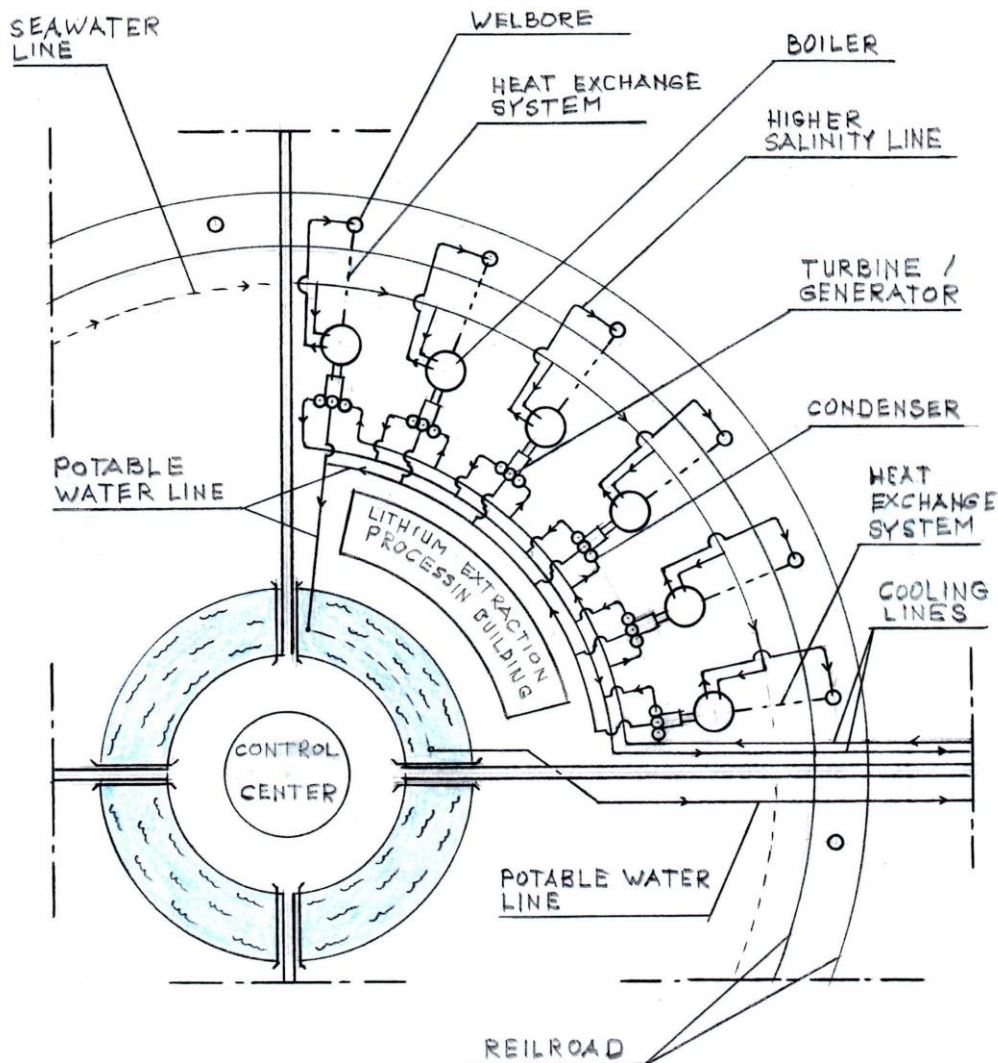 SEAWATER
LINE
WELBORE
HEAT EXCHANGE
SYSTEM
BOILER
HIGHER
SALINITY LINE
TURBINE /
GENERATOR
CONDENSER
POTABLE
WATER LINE
LITHIUM EXTRACTION
PROCESSIN BUILDING
HEAT
EXCHANGE
SYSTEM
COOLING
LINES
CONTROL
CENTER
POTABLE WATER
LINE
REILROAD